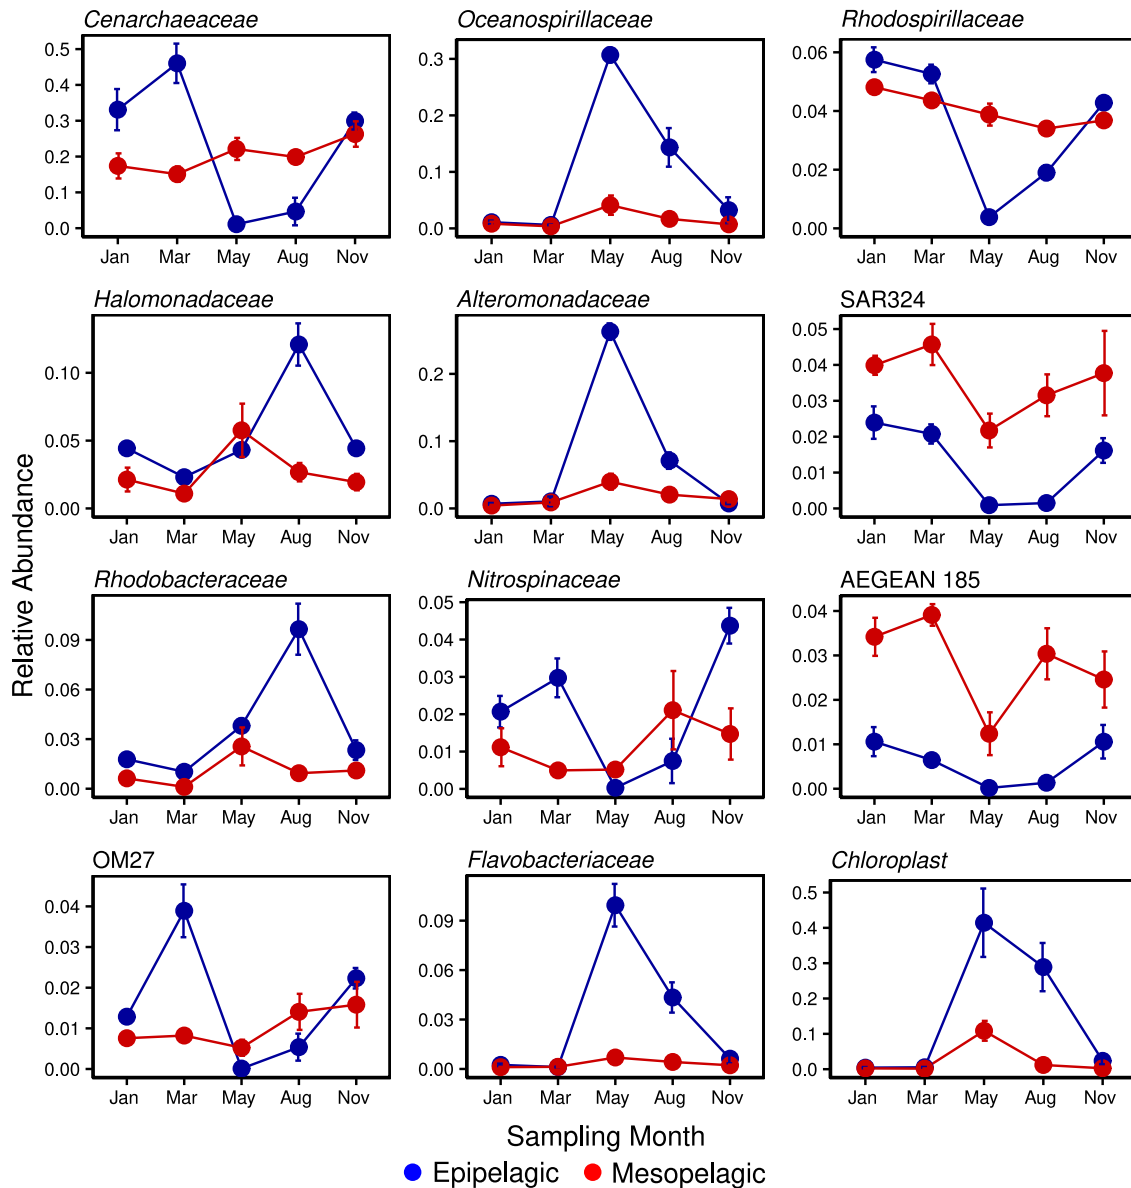 Cenarchaeaceae
0.5
0.4
0.3
0.2
0.1
0.0
Jan Mar May Aug Nov
Oceanospirillaceae
0.3
0.2
0.1
0.0
Jan Mar May Aug Nov
Rhodospirillaceae
0.06
0.04
0.02
0.00
Jan Mar May Aug Nov
Relative Abundance
Halomonadaceae
0.10
0.05
0.00
Jan Mar May Aug Nov
Alteromonadaceae
0.2
0.1
0.0
Jan Mar May Aug Nov
SAR324
0.05
0.04
0.03
0.02
0.01
0.00
Jan Mar May Aug Nov
Rhodobacteraceae
0.09
0.06
0.03
0.00
Jan Mar May Aug Nov
Nitrospinaceae
0.05
0.04
0.03
0.02
0.01
0.00
Jan Mar May Aug Nov
AEGEAN 185
0.04
0.03
0.02
0.01
0.00
Jan Mar May Aug Nov
OM27
0.04
0.03
0.02
0.01
0.00
Jan Mar May Aug Nov
Flavobacteriaceae
0.09
0.06
0.03
0.00
Jan Mar May Aug Nov
Chloroplast
0.5
0.4
0.3
0.2
0.1
0.0
Jan Mar May Aug Nov
Sampling Month
Epipelagic Mesopelagic